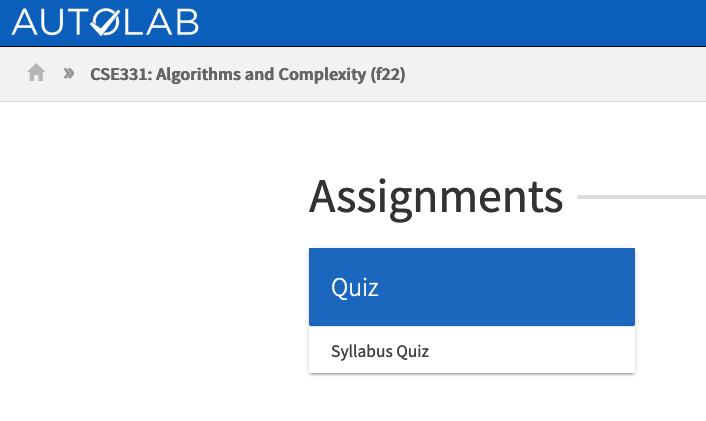 AUTOLAB
» CSE331: Algorithms and Complexity (f22)
Assignments
Quiz
Syllabus Quiz